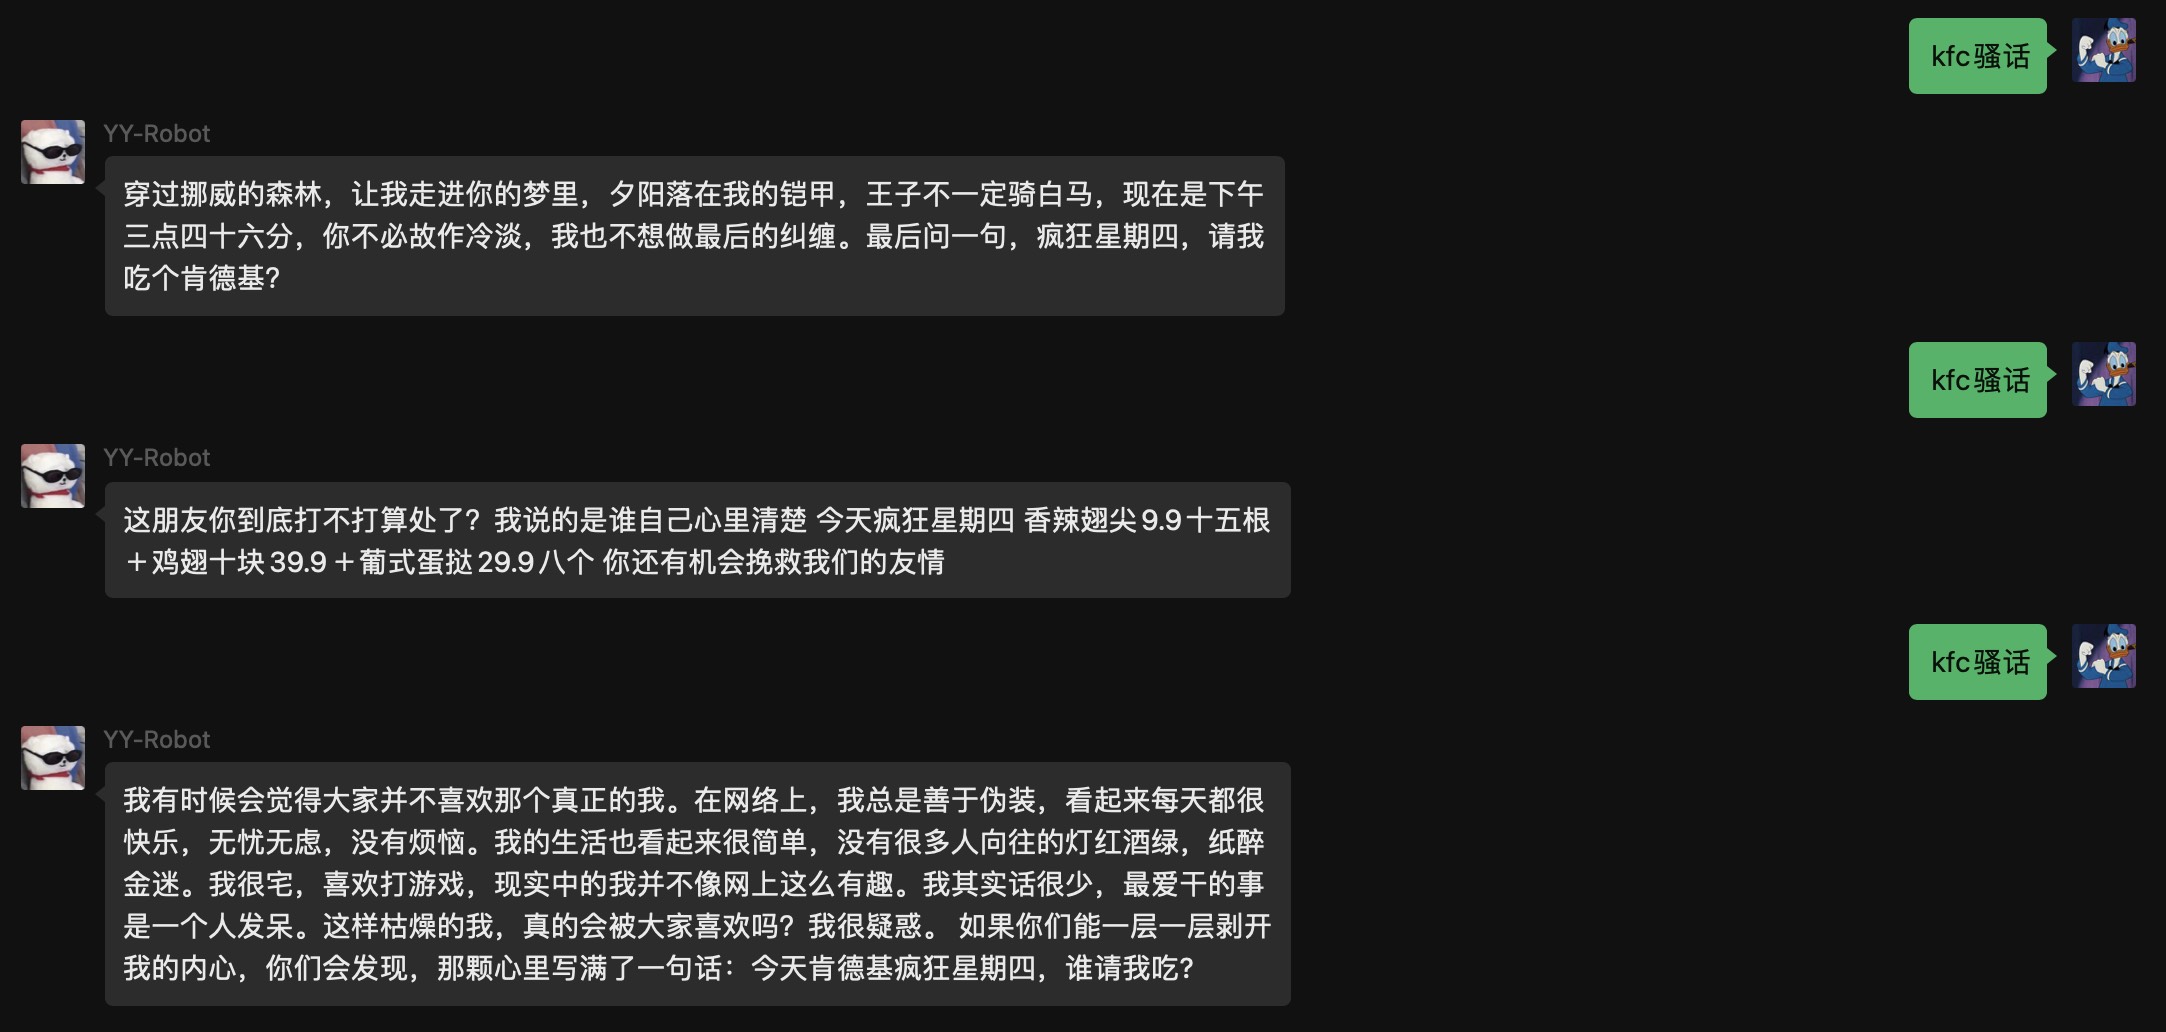 kfc骚话
YY-Robot
穿过挪威的森林，让我走进你的梦里，夕阳落在我的铠甲，王子不一定骑白马，现在是下午
三点四十六分，你不必故作冷淡，我也不想做最后的纠缠。最后问一句，疯狂星期四，请我
吃个肯德基？
kfc骚话
YY-Robot
这朋友你到底打不打算处了？我说的是谁自己心里清楚 今天疯狂星期四 香辣翅尖9.9十五根
＋鸡翅十块39.9＋葡式蛋挞29.9八个 你还有机会挽救我们的友情
kfc骚话
YY-Robot
我有时候会觉得大家并不喜欢那个真正的我。在网络上，我总是善于伪装，看起来每天都很
快乐，无忧无虑，没有烦恼。我的生活也看起来很简单，没有很多人向往的灯红酒绿，纸醉
金迷。我很宅，喜欢打游戏，现实中的我并不像网上这么有趣。我其实话很少，最爱干的事
是一个人发呆。这样枯燥的我，真的会被大家喜欢吗？我很疑惑。 如果你们能一层一层剥开
我的内心，你们会发现，那颗心里写满了一句话：今天肯德基疯狂星期四，谁请我吃？